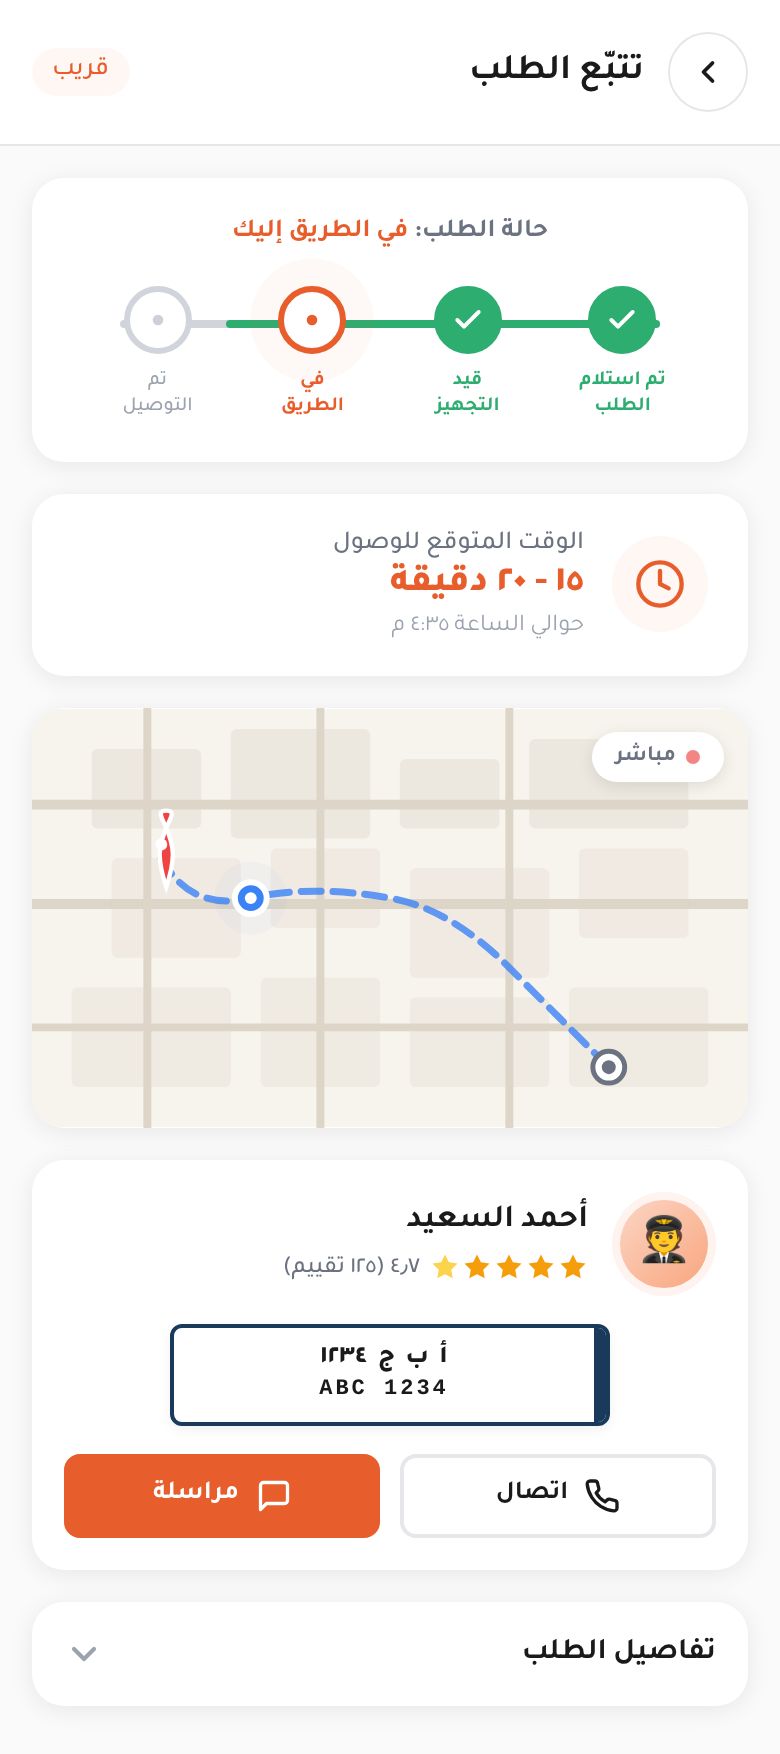 تتبّع الطلب
قريب
حالة الطلب: في الطريق إليك
تم استلام
الطلب
قيد
التجهيز
في
الطريق
تم
التوصيل
الوقت المتوقع للوصول
١٥ - ٢٠ دقيقة
حوالي الساعة ٤:٣٥ م
مباشر
أحمد السعيد
٤٫٧ (١٢٥ تقييم)
أ ب ج ١٢٣٤
ABC 1234
اتصال
مراسلة
تفاصيل الطلب